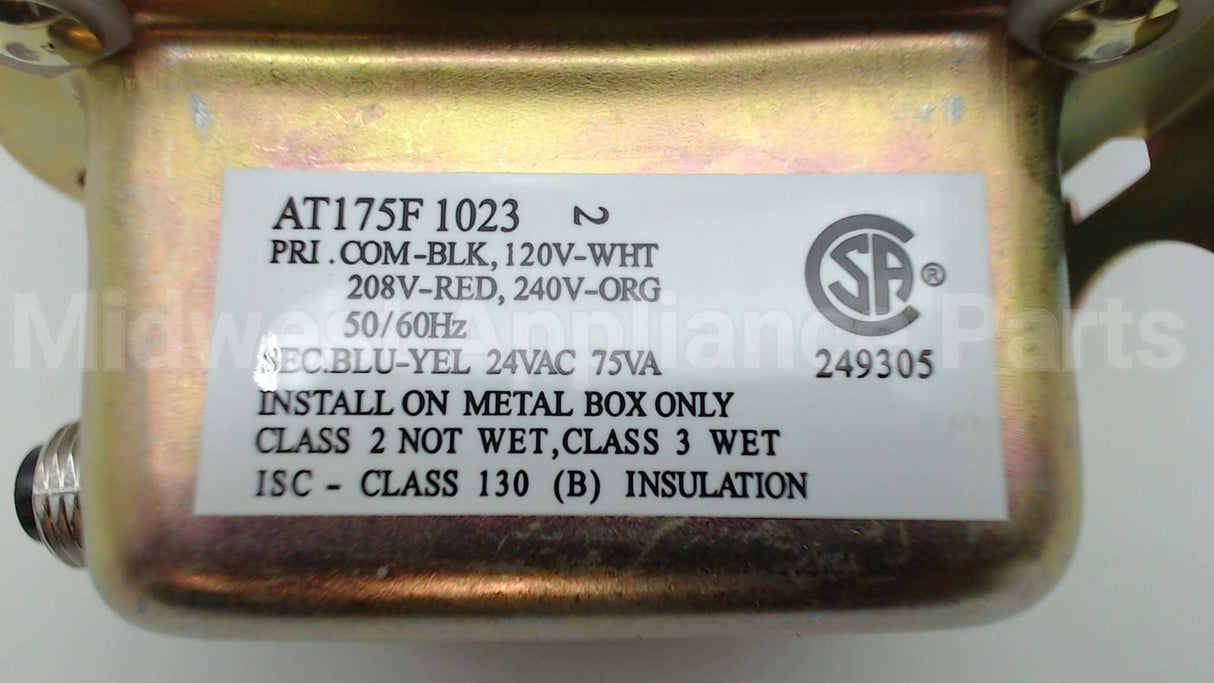 AT175F 1023 2
PRI .COM-BLK, 120V-WHT
208V-RED, 240V-ORG
50/60Hz
SEC.BLU-YEL 24VAC 75VA
INSTALL ON METAL BOX ONLY
CLASS 2 NOT WET, CLASS 3 WET
ISC - CLASS 130 (B) INSULATION
CSA ®
249305
Midwest Appliance Parts